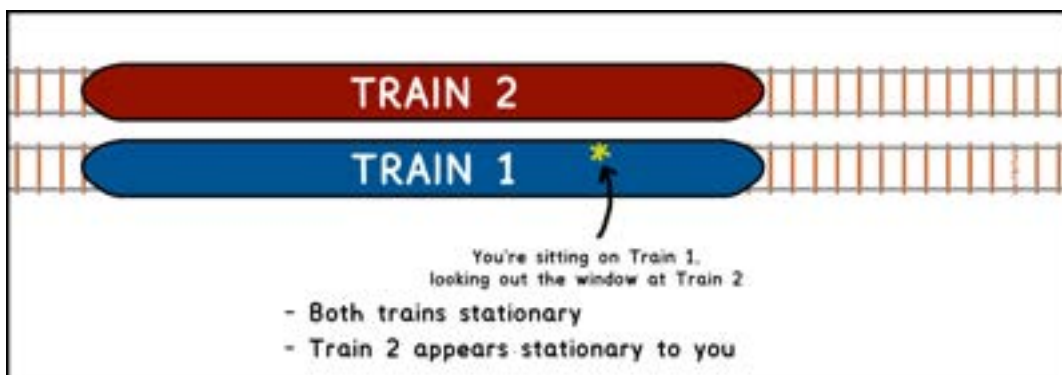 TRAIN 2
TRAIN 1
You're sitting on Train 1,
looking out the window at Train 2
- Both trains stationary
- Train 2 appears stationary to you